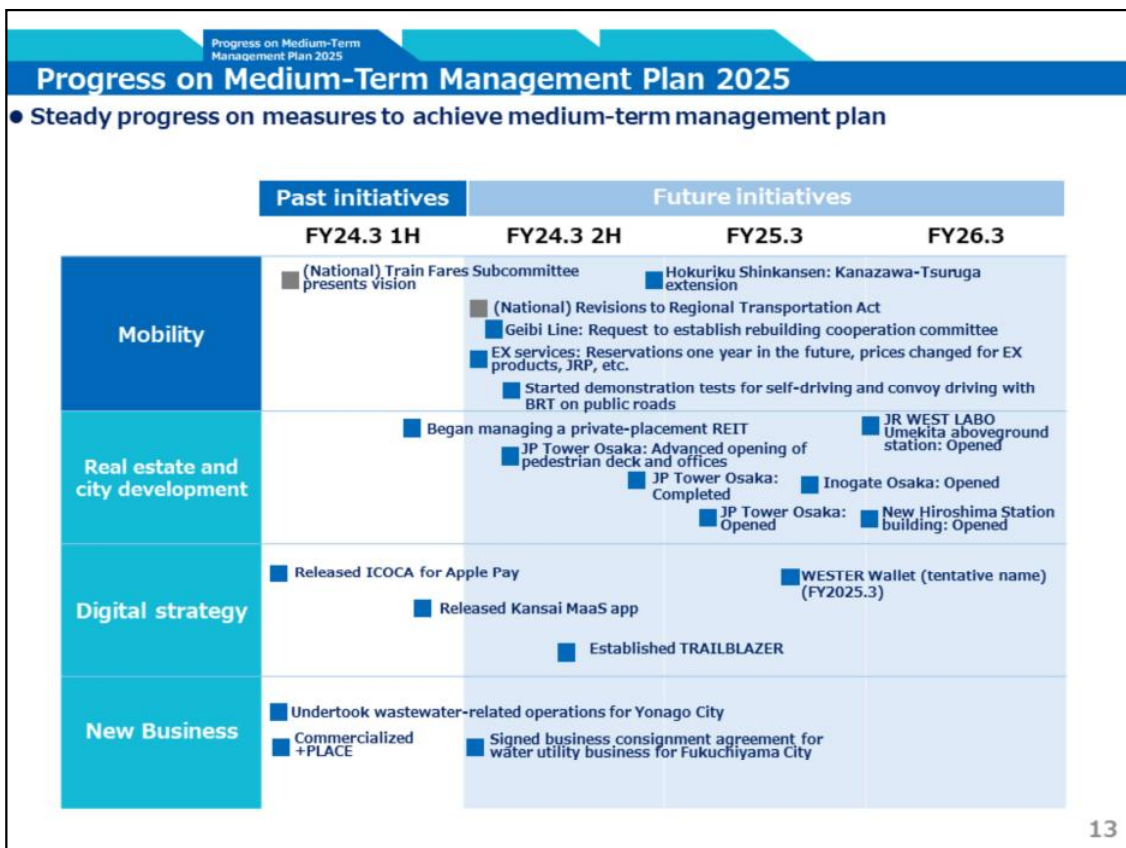 Progress on Medium-Term
Management Plan 2025
Progress on Medium-Term Management Plan 2025
● Steady progress on measures to achieve medium-term management plan
Past initiatives
Future initiatives
FY24.3 1H
FY24.3 2H
FY25.3
FY26.3
Mobility
(National) Train Fares Subcommittee
presents vision
Hokuriku Shinkansen: Kanazawa-Tsuruga
extension
(National) Revisions to Regional Transportation Act
Geibi Line: Request to establish rebuilding cooperation committee
EX services: Reservations one year in the future, prices changed for EX
products, JRP, etc.
Started demonstration tests for self-driving and convoy driving with
BRT on public roads
Real estate and
city development
Began managing a private-placement REIT
JR WEST LABO
Umekita aboveground
station: Opened
JP Tower Osaka: Advanced opening of
pedestrian deck and offices
JP Tower Osaka:
Completed
Inogate Osaka: Opened
JP Tower Osaka:
Opened
New Hiroshima Station
building: Opened
Digital strategy
Released ICOCA for Apple Pay
WESTER Wallet (tentative name)
(FY2025.3)
Released Kansai MaaS app
Established TRAILBLAZER
New Business
Undertook wastewater-related operations for Yonago City
Commercialized
+PLACE
Signed business consignment agreement for
water utility business for Fukuchiyama City
13